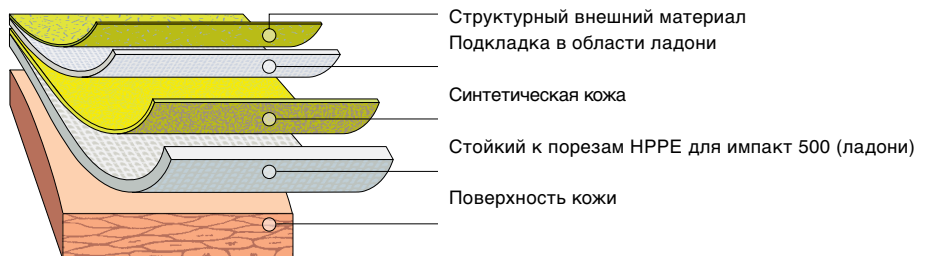 Структурный внешний материал
Подкладка в области ладони
Синтетическая кожа
Стойкий к порезам HPPE для импакт 500 (ладони)
Поверхность кожи